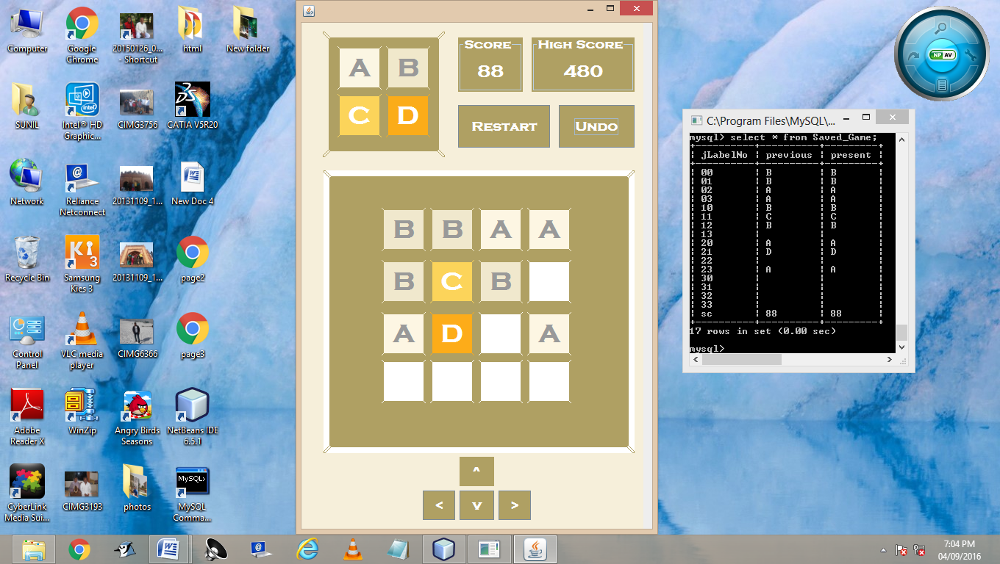 Computer
Google Chrome
20150126_0... - Shortcut
html
New folder
SUNIL
Intel® HD Graphic...
CIMG3756
CATIA V5R20
Network
Reliance Netconnect
20131109_1...
New Doc 4
Recycle Bin
Samsung Kies 3
20131109_1...
page2
Control Panel
VLC media player
CIMG6366
page3
Adobe Reader X
WinZip
Angry Birds Seasons
NetBeans IDE 6.5.1
CyberLink Media Sui...
CIMG3193
photos
MySQL Comma...
Ki 3
MySQL>
A B
C D
Score
88
High Score
480
Restart
Undo
B B A A
B C B
A D A
^
< v >
NP AV
C:\Program Files\MySQL\...
mysql> select * from Saved_Game;
+-----------+----------+---------+
| jLabelNo | previous | present |
+-----------+----------+---------+
| 00 | B | B |
| 01 | B | B |
| 02 | A | A |
| 03 | A | A |
| 10 | B | B |
| 11 | C | C |
| 12 | B | B |
| 13 | | |
| 20 | A | A |
| 21 | D | D |
| 22 | | |
| 23 | A | A |
| 30 | | |
| 31 | | |
| 32 | | |
| 33 | | |
| sc | 88 | 88 |
+-----------+----------+---------+
17 rows in set (0.00 sec)
mysql>
7:04 PM
04/09/2016